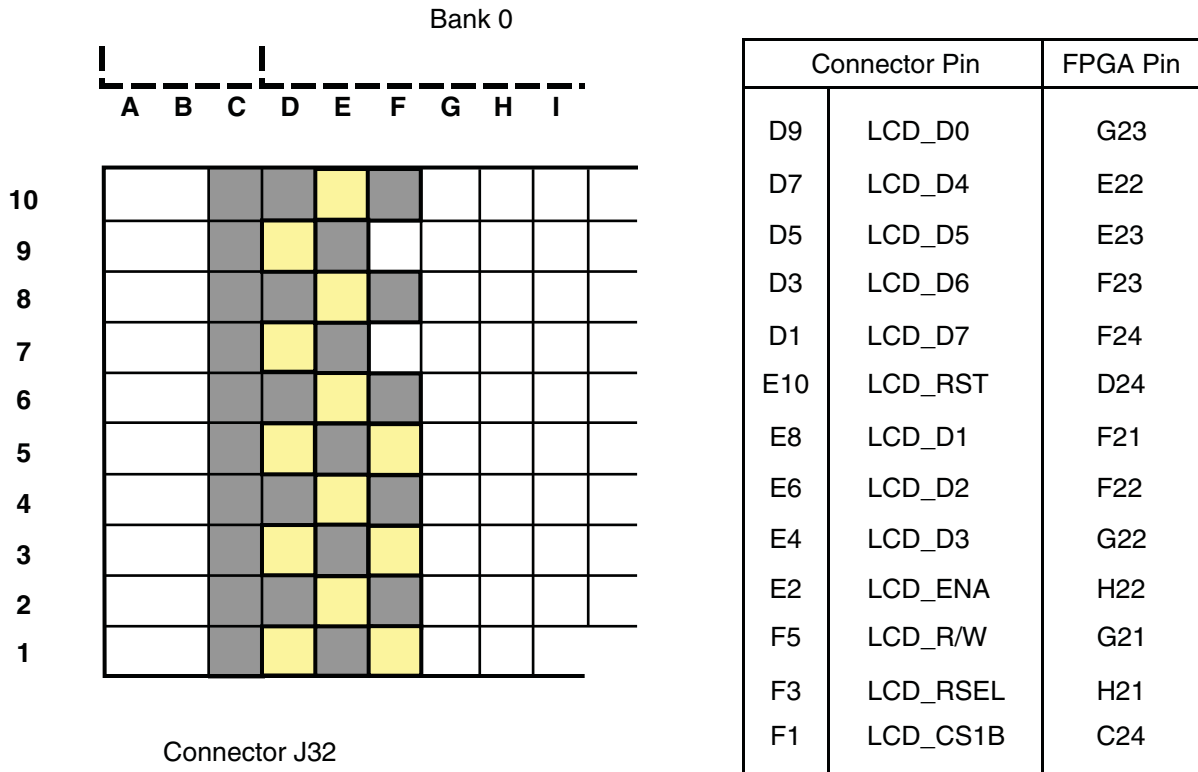 Bank 0
A B C D E F G H I
10
9
8
7
6
5
4
3
2
1
Connector J32
Connector Pin FPGA Pin
D9 LCD_D0 G23
D7 LCD_D4 E22
D5 LCD_D5 E23
D3 LCD_D6 F23
D1 LCD_D7 F24
E10 LCD_RST D24
E8 LCD_D1 F21
E6 LCD_D2 F22
E4 LCD_D3 G22
E2 LCD_ENA H22
F5 LCD_R/W G21
F3 LCD_RSEL H21
F1 LCD_CS1B C24